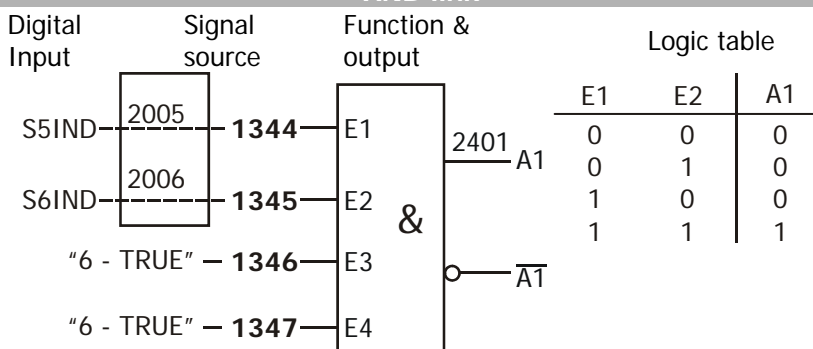 Digital Input
Signal source
Function & output
Logic table
E1 E2 A1
0 0 0
0 1 0
1 0 0
1 1 1
S5IND 2005 1344 E1
2401 A1
S6IND 2006 1345 E2
&
"6 - TRUE" 1346 E3
A1
"6 - TRUE" 1347 E4